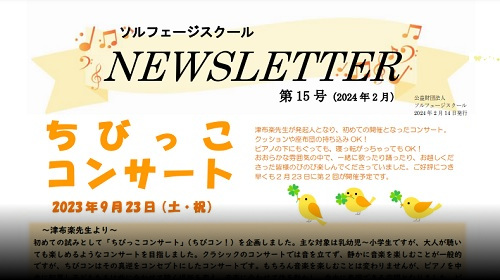 ソルフェージスクール
NEWSLETTER
第15号（2024年2月）
公益財団法人
ソルフェージスクール
2024年2月14日発行
ちびっこ
コンサート
2023年9月23日（土・祝）
津布楽先生が発起人となり、初めての開催となったコンサート。
クッションや座布団の持ち込みOK！
ピアノの下にもぐっても、寝っ転がっちゃってもOK！
おおらかな雰囲気の中で、一緒に歌ったり踊ったり、お越しくだ
さった皆様のびのび楽しんでくださっていました。ご好評につき
早くも2月23日に第2回が開催予定です。
～津布楽先生より～
初めての試みとして「ちびっこコンサート」（ちびコン！）を企画しました。主な対象は乳幼児～小学生ですが、大人が聴い
ても楽しめるようなコンサートを目指しました。クラシックのコンサートでは音を立てず、静かに音楽を楽しむことが一般的
ですが、ちびコンはその真逆をコンセプトにしたコンサートです。もちろん音楽を楽しむことは変わりませんが、ピアノを